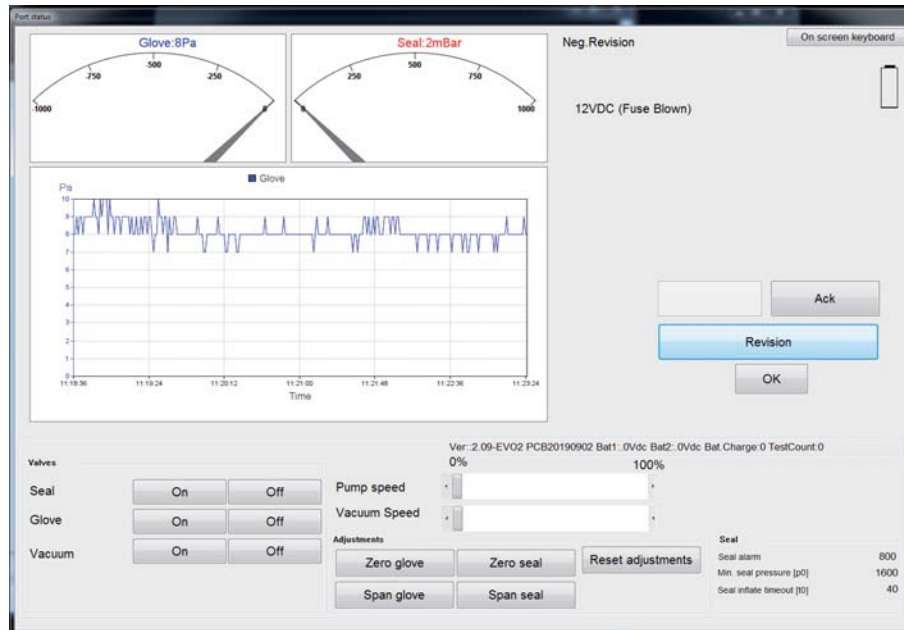 Port status
On screen keyboard
Glove:8Pa
-1000
-750
-500
-250
0
Seal:2mBar
0
250
500
750
1000
Neg.Revision
12VDC (Fuse Blown)
Glove
Pa
10
9
8
7
6
5
4
3
2
1
0
11:18:36
11:19:24
11:20:12
11:21:00
11:21:48
11:22:36
11:23:24
Time
Ack
Revision
OK
Ver.:2.09-EVO2 PCB20190902 Bat1:.0Vdc Bat2:.0Vdc Bat.Charge:0 TestCount:0
Valves
Seal On Off
Glove On Off
Vacuum On Off
0% 100%
Pump speed
Vacuum Speed
Adjustments
Zero glove Zero seal Reset adjustments
Span glove Span seal
Seal
Seal alarm 800
Min. seal pressure [p0] 1600
Seal inflate timeout [t0] 40